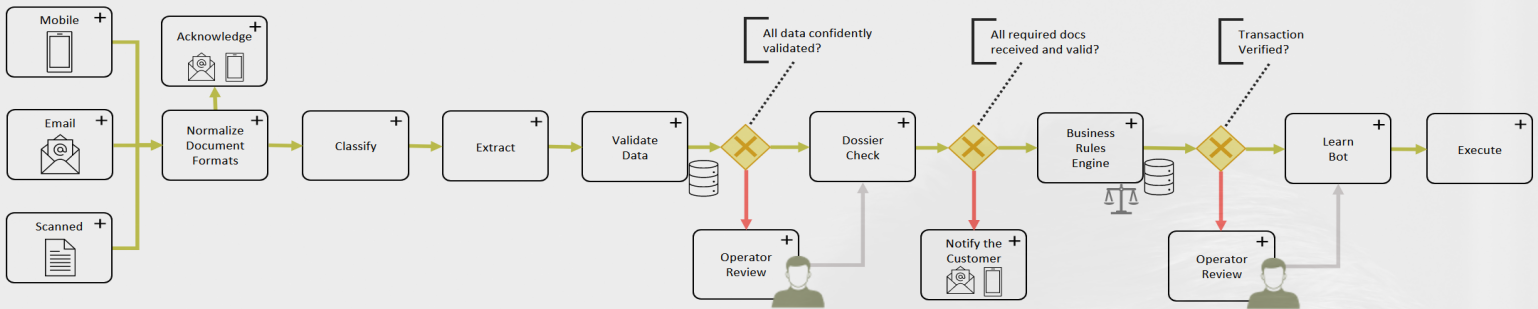 Mobile
Email
Scanned
Acknowledge
Normalize
Document
Formats
Classify
Extract
Validate
Data
All data confidently
validated?
Operator
Review
Dossier
Check
All required docs
received and valid?
Notify the
Customer
Business
Rules
Engine
Transaction
Verified?
Operator
Review
Learn
Bot
Execute